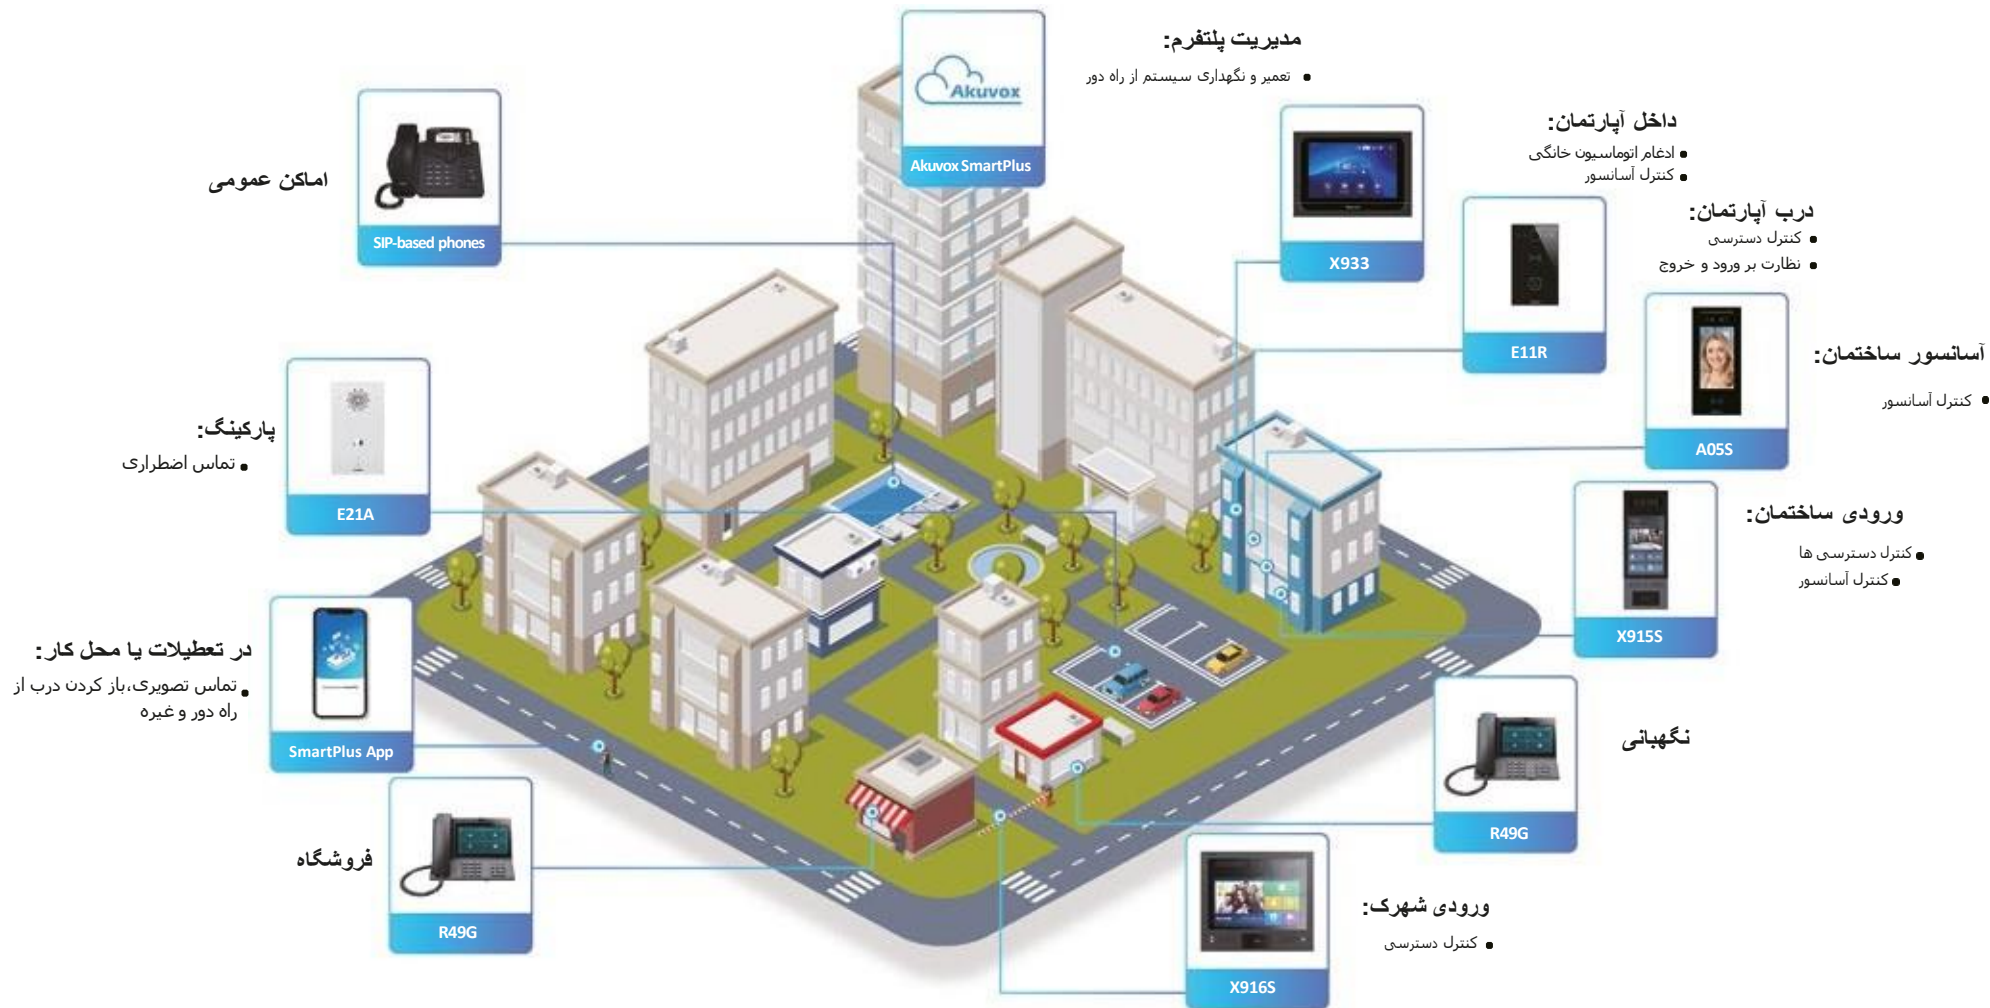 مدیریت پلتفرم:
تعمیر و نگهداری سیستم از راه دور
Akuvox
Akuvox SmartPlus
داخل آپارتمان:
ادغام اتوماسیون خانگی
کنترل آسانسور
X933
اماکن عمومی
SIP-based phones
درب آپارتمان:
کنترل دسترسی
نظارت بر ورود و خروج
E11R
آسانسور ساختمان:
کنترل آسانسور
A05S
پارکینگ:
تماس اضطراری
E21A
ورودی ساختمان:
کنترل دسترسی ها
کنترل آسانسور
X915S
در تعطیلات یا محل کار:
تماس تصویری،باز کردن درب از
راه دور و غیره
SmartPlus App
نگهبانی
R49G
فروشگاه
R49G
ورودی شهرک:
کنترل دسترسی
X916S